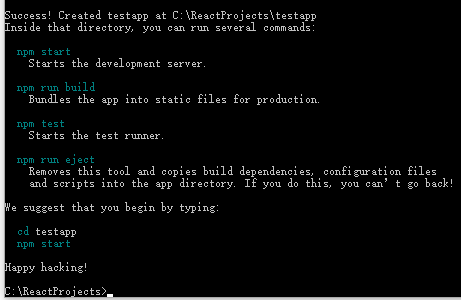 Success! Created testapp at C:\ReactProjects\testapp
Inside that directory, you can run several commands:
npm start
Starts the development server.
npm run build
Bundles the app into static files for production.
npm test
Starts the test runner.
npm run eject
Removes this tool and copies build dependencies, configuration files
and scripts into the app directory. If you do this, you can't go back!
We suggest that you begin by typing:
cd testapp
npm start
Happy hacking!
C:\ReactProjects>